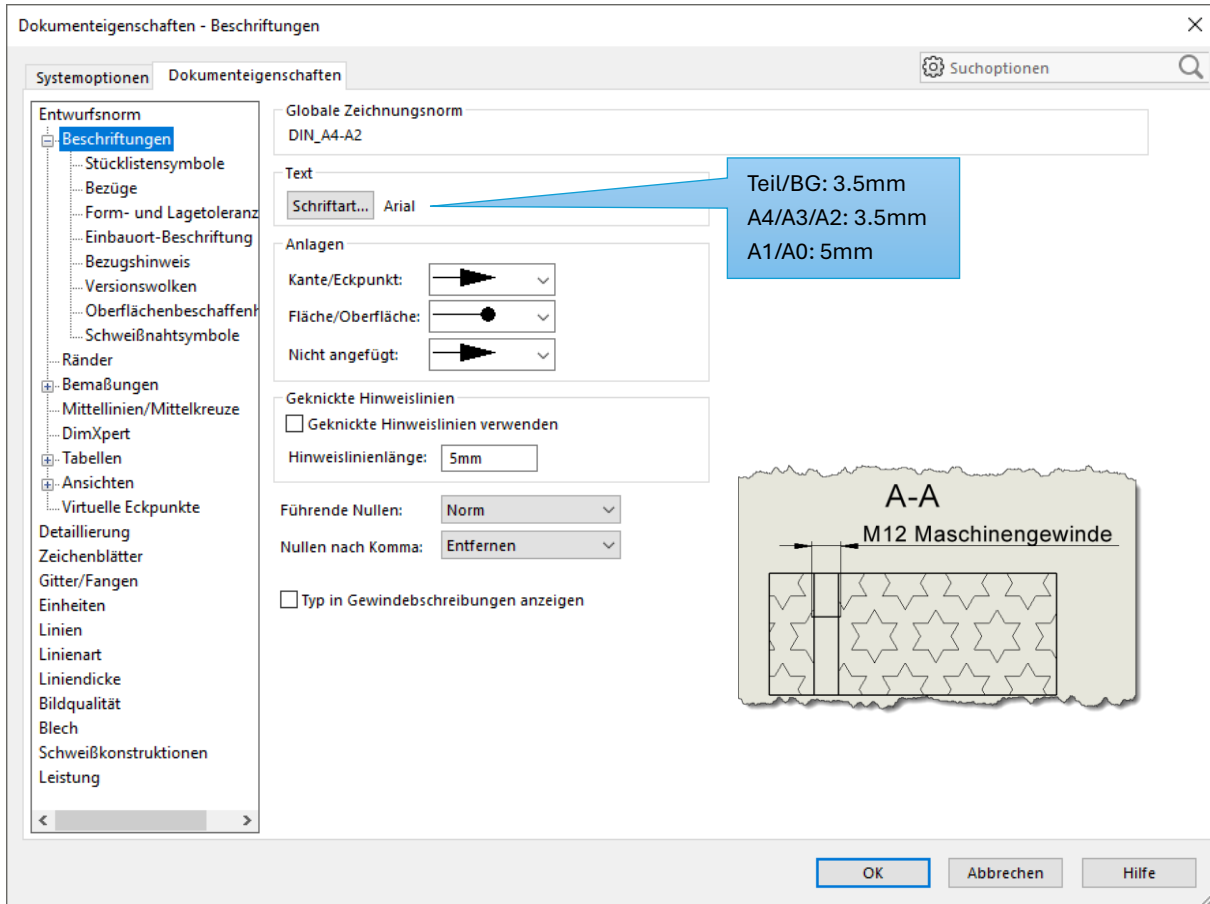 Dokumenteigenschaften - Beschriftungen
Systemoptionen
Dokumenteigenschaften
Suchoptionen
Entwurfsnorm
Beschriftungen
Stücklistensymbole
Bezüge
Form- und Lagetoleranz
Einbauort-Beschriftung
Bezugshinweis
Versionswolken
Oberflächenbeschaffenh
Schweißnahtsymbole
Ränder
Bemaßungen
Mittellinien/Mittelkreuze
DimXpert
Tabellen
Ansichten
Virtuelle Eckpunkte
Detaillierung
Zeichenblätter
Gitter/Fangen
Einheiten
Linien
Linienart
Liniendicke
Bildqualität
Blech
Schweißkonstruktionen
Leistung
Globale Zeichnungsnorm
DIN_A4-A2
Text
Schriftart... Arial
Teil/BG: 3.5mm
A4/A3/A2: 3.5mm
A1/A0: 5mm
Anlagen
Kante/Eckpunkt:
Fläche/Oberfläche:
Nicht angefügt:
Geknickte Hinweislinien
Geknickte Hinweislinien verwenden
Hinweislinienlänge: 5mm
Führende Nullen: Norm
Nullen nach Komma: Entfernen
Typ in Gewindebschreibungen anzeigen
A-A
M12 Maschinengewinde
OK
Abbrechen
Hilfe